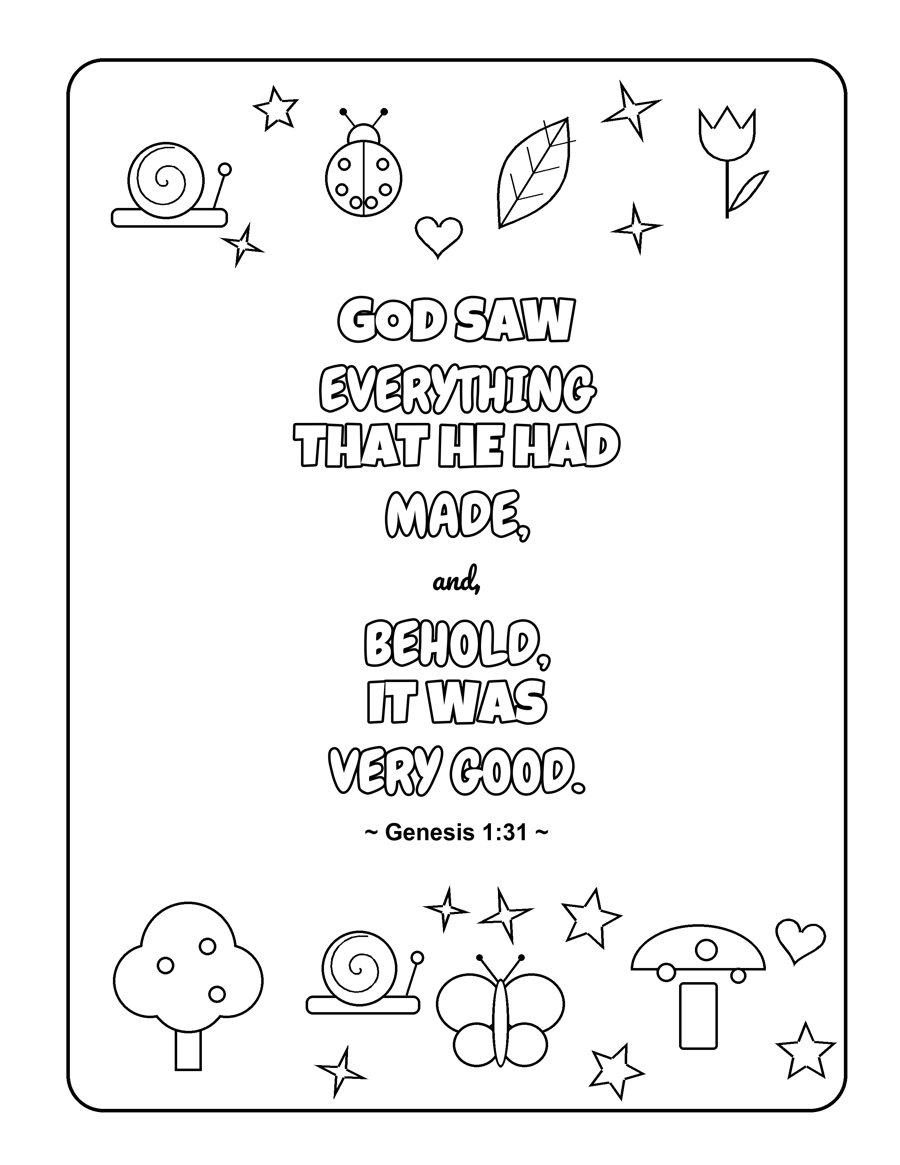 GOD SAW
EVERYTHING
THAT HE HAD
MADE,
and,
BEHOLD,
IT WAS
VERY GOOD.
~ Genesis 1:31 ~